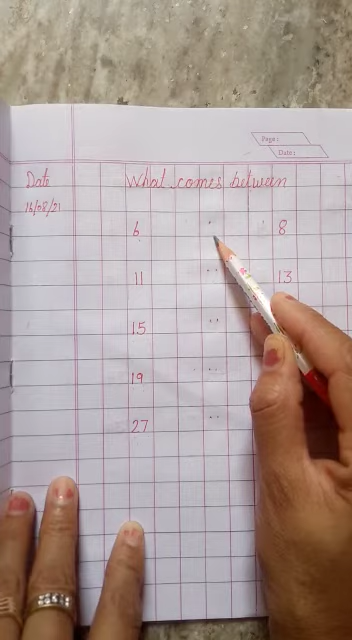 Page:
Date:
Date
What comes between
16/08/21
6 .. 8
11 .. 13
15 ..
19 ..
27 ..